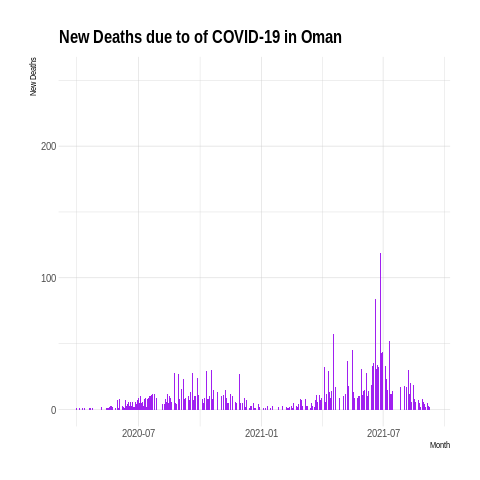 New Deaths due to of COVID-19 in Oman
New Deaths
200
100
0
2020-07
2021-01
2021-07
Month